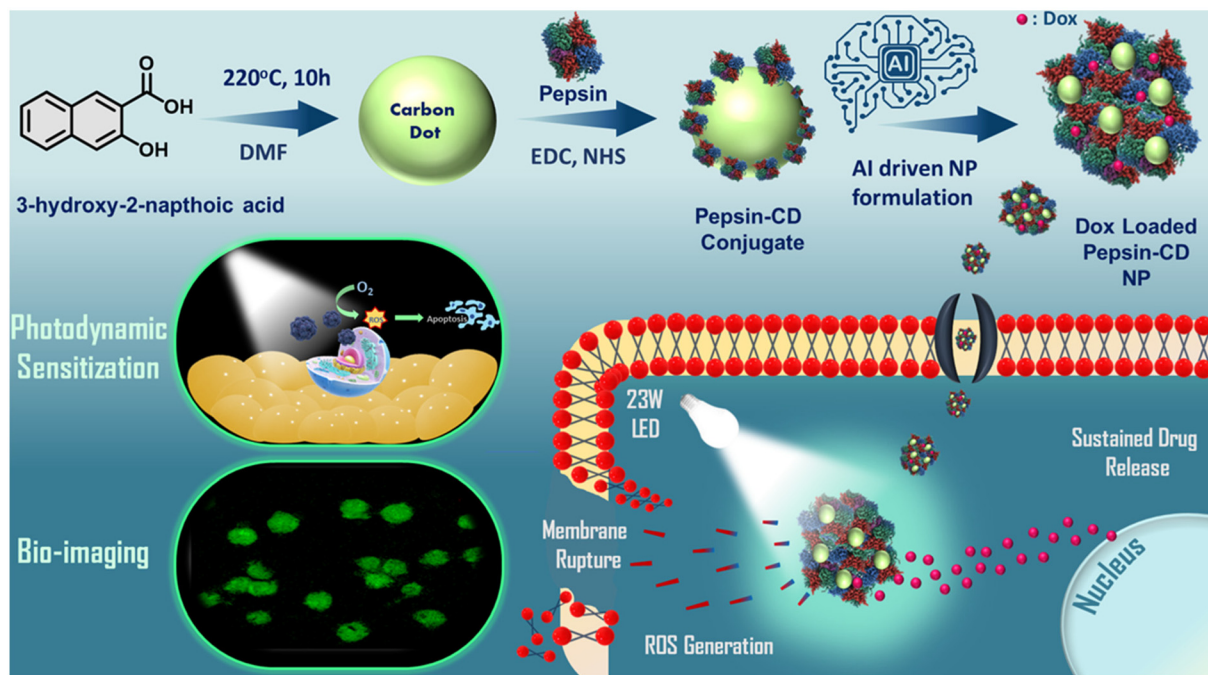 O
OH
OH
3-hydroxy-2-napthoic acid
220°C, 10h
DMF
Carbon
Dot
Pepsin
EDC, NHS
Pepsin-CD
Conjugate
AI
AI driven NP
formulation
: Dox
Dox Loaded
Pepsin-CD
NP
Photodynamic
Sensitization
O2
ROS
Apoptosis
Bio-imaging
23W
LED
Sustained Drug
Release
Membrane
Rupture
ROS Generation
Nucleus